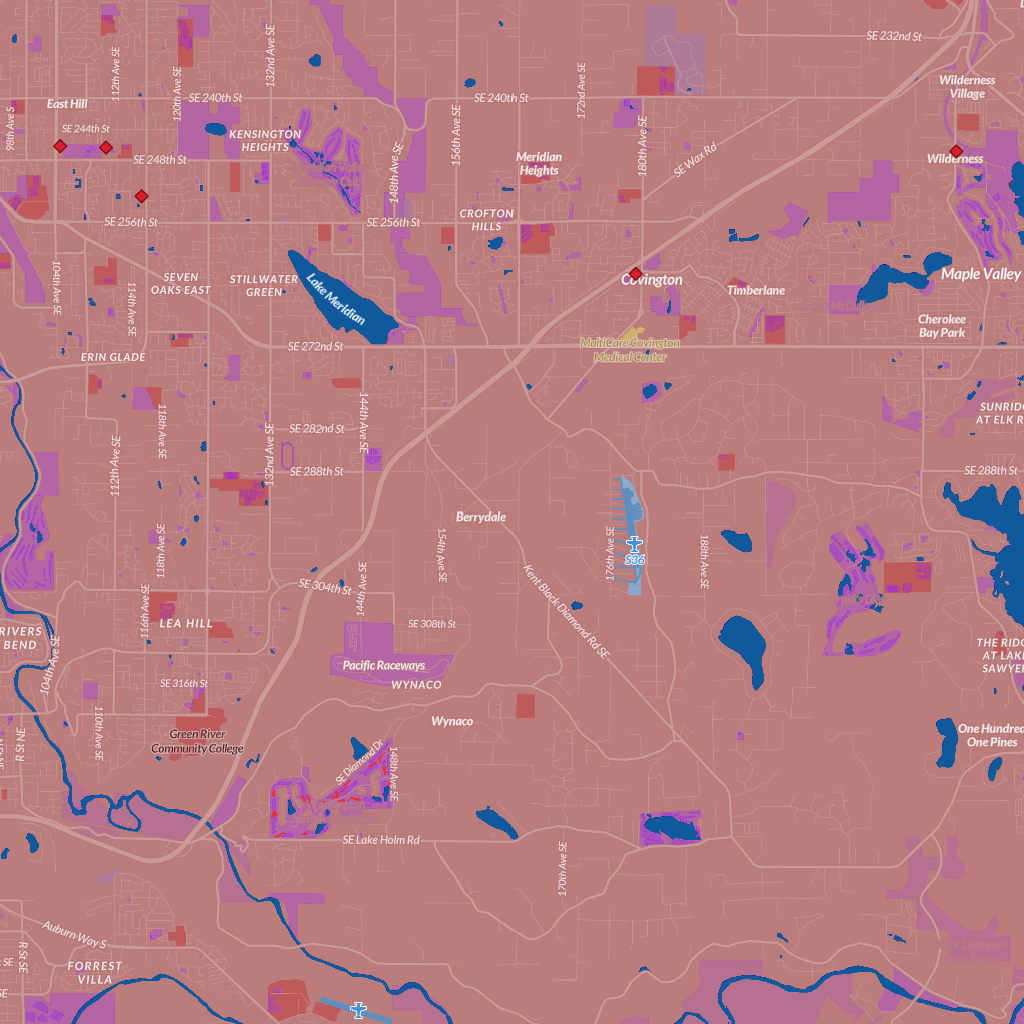 SE 232nd St
132nd Ave SE
112th Ave SE
120th Ave SE
172nd Ave SE
Wilderness
Village
East Hill
SE 240th St
SE 240th St
98th Ave S
SE 244th St
KENSINGTON
HEIGHTS
156th Ave SE
180th Ave SE
SE 248th St
148th Ave SE
Meridian
Heights
SE Wax Rd
Wilderness
SE 256th St
SE 256th St
CROFTON
HILLS
104th Ave SE
SEVEN
OAKS EAST
STILLWATER
GREEN
Lake Meridian
Covington
Timberlane
Maple Valley
114th Ave SE
Cherokee
Bay Park
SE 272nd St
MultiCare Covington
Medical Center
ERIN GLADE
118th Ave SE
144th Ave SE
SUNRIDG
AT ELK R
SE 282nd St
112th Ave SE
132nd Ave SE
SE 288th St
SE 288th St
Berrydale
118th Ave SE
154th Ave SE
176th Ave SE
188th Ave SE
S36
SE 304th St
144th Ave SE
Kent Black Diamond Rd SE
116th Ave SE
LEA HILL
SE 308th St
RIVERS
BEND
104th Ave SE
THE RIDG
AT LAKE
SAWYER
Pacific Raceways
WYNACO
SE 316th St
110th Ave SE
R St NE
Green River
Community College
Wynaco
One Hundred
One Pines
SE Diamond Dr
148th Ave SE
SE Lake Holm Rd
170th Ave SE
Auburn Way S
R St SE
FORREST
VILLA